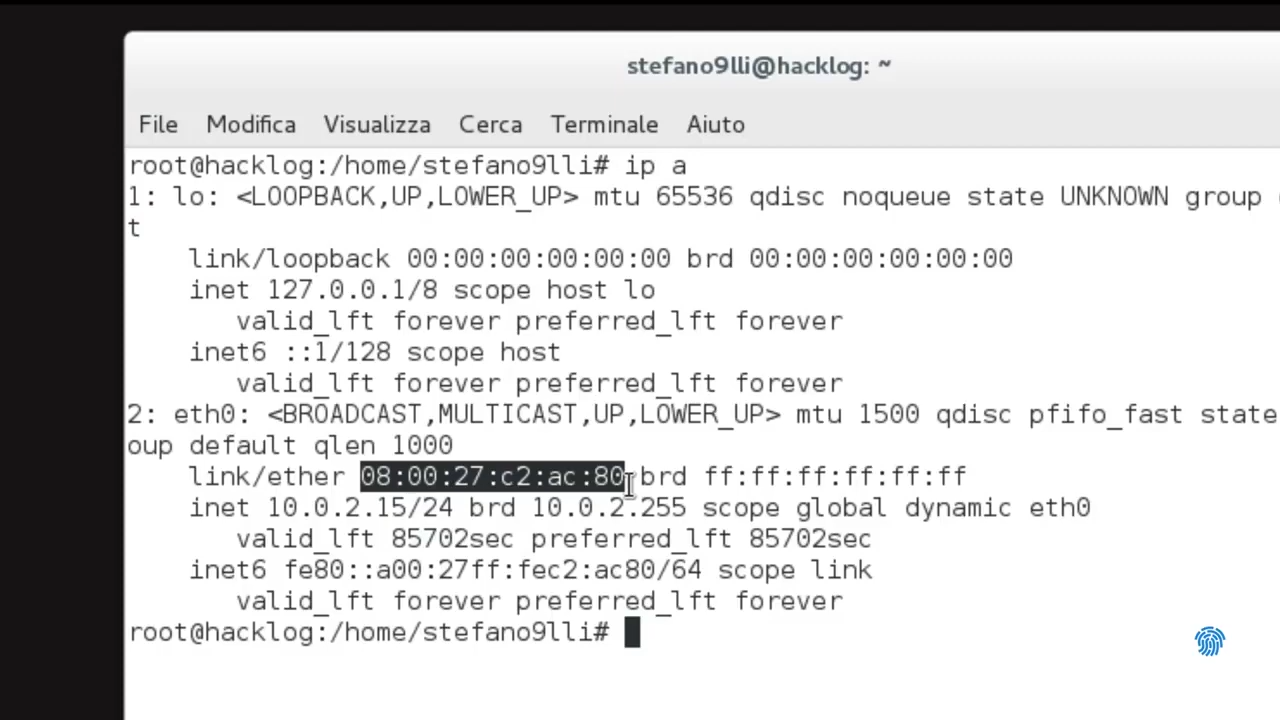 stefano9lli@hacklog: ~
File Modifica Visualizza Cerca Terminale Aiuto
root@hacklog:/home/stefano9lli# ip a
1: lo: <LOOPBACK,UP,LOWER_UP> mtu 65536 qdisc noqueue state UNKNOWN group
t
link/loopback 00:00:00:00:00:00 brd 00:00:00:00:00:00
inet 127.0.0.1/8 scope host lo
valid_lft forever preferred_lft forever
inet6 ::1/128 scope host
valid_lft forever preferred_lft forever
2: eth0: <BROADCAST,MULTICAST,UP,LOWER_UP> mtu 1500 qdisc pfifo_fast state
oup default qlen 1000
link/ether 08:00:27:c2:ac:80 brd ff:ff:ff:ff:ff:ff
inet 10.0.2.15/24 brd 10.0.2.255 scope global dynamic eth0
valid_lft 85702sec preferred_lft 85702sec
inet6 fe80::a00:27ff:fec2:ac80/64 scope link
valid_lft forever preferred_lft forever
root@hacklog:/home/stefano9lli#